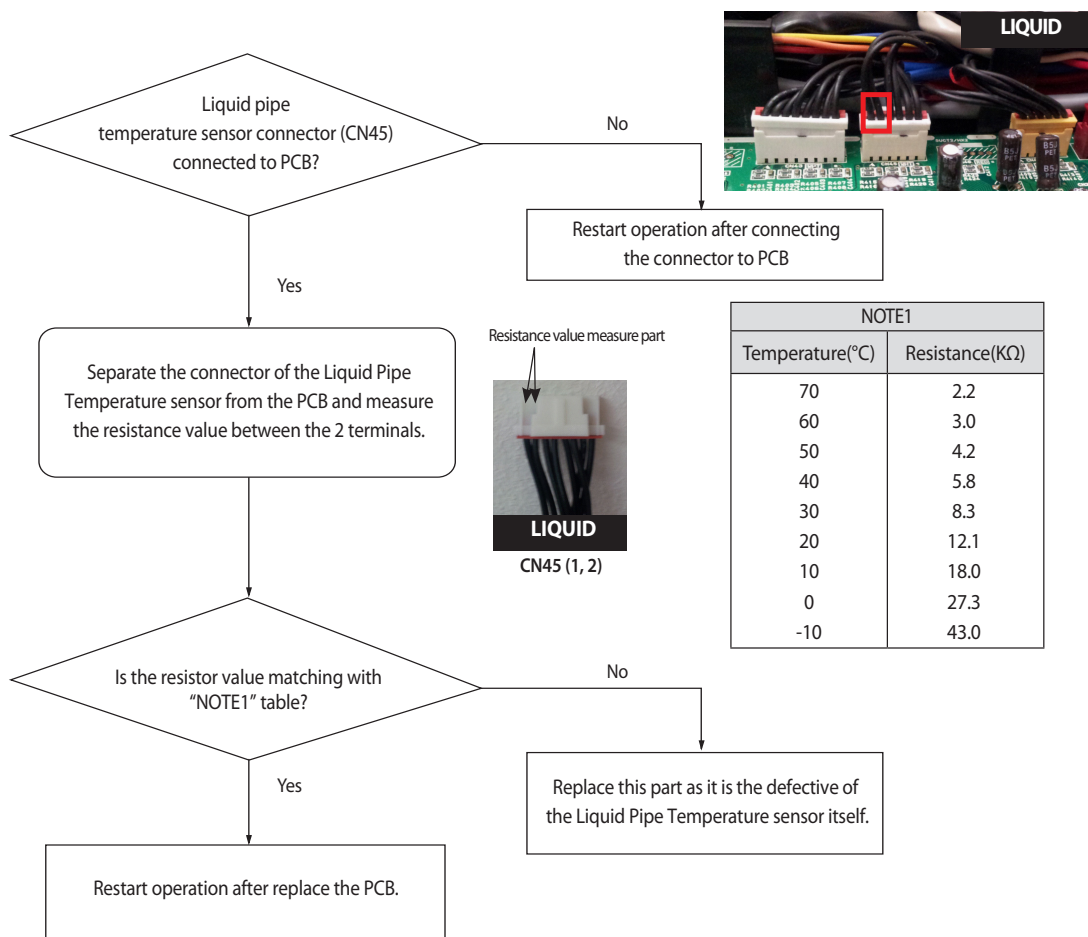 LIQUID
Liquid pipe
temperature sensor connector (CN45)
connected to PCB?
No
Restart operation after connecting
the connector to PCB
Yes
Separate the connector of the Liquid Pipe
Temperature sensor from the PCB and measure
the resistance value between the 2 terminals.
Resistance value measure part
LIQUID
CN45 (1, 2)
NOTE1
Temperature(°C) Resistance(KΩ)
70 2.2
60 3.0
50 4.2
40 5.8
30 8.3
20 12.1
10 18.0
0 27.3
-10 43.0
Is the resistor value matching with
“NOTE1” table?
No
Replace this part as it is the defective of
the Liquid Pipe Temperature sensor itself.
Yes
Restart operation after replace the PCB.